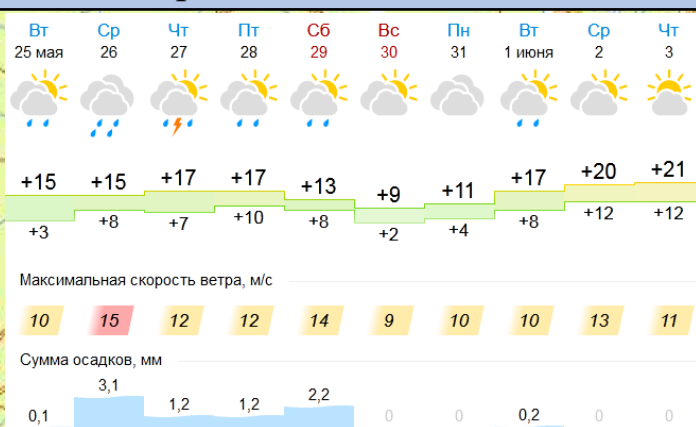 Вт Ср Чт Пт Сб Вс Пн Вт Ср Чт
25 мая 26 27 28 29 30 31 1 июня 2 3
+15 +15 +17 +17 +13 +9 +11 +17 +20 +21
+3 +8 +7 +10 +8 +2 +4 +8 +12 +12
Максимальная скорость ветра, м/с
10 15 12 12 14 9 10 10 13 11
Сумма осадков, мм
0,1 3,1 1,2 1,2 2,2 0 0 0,2 0 0